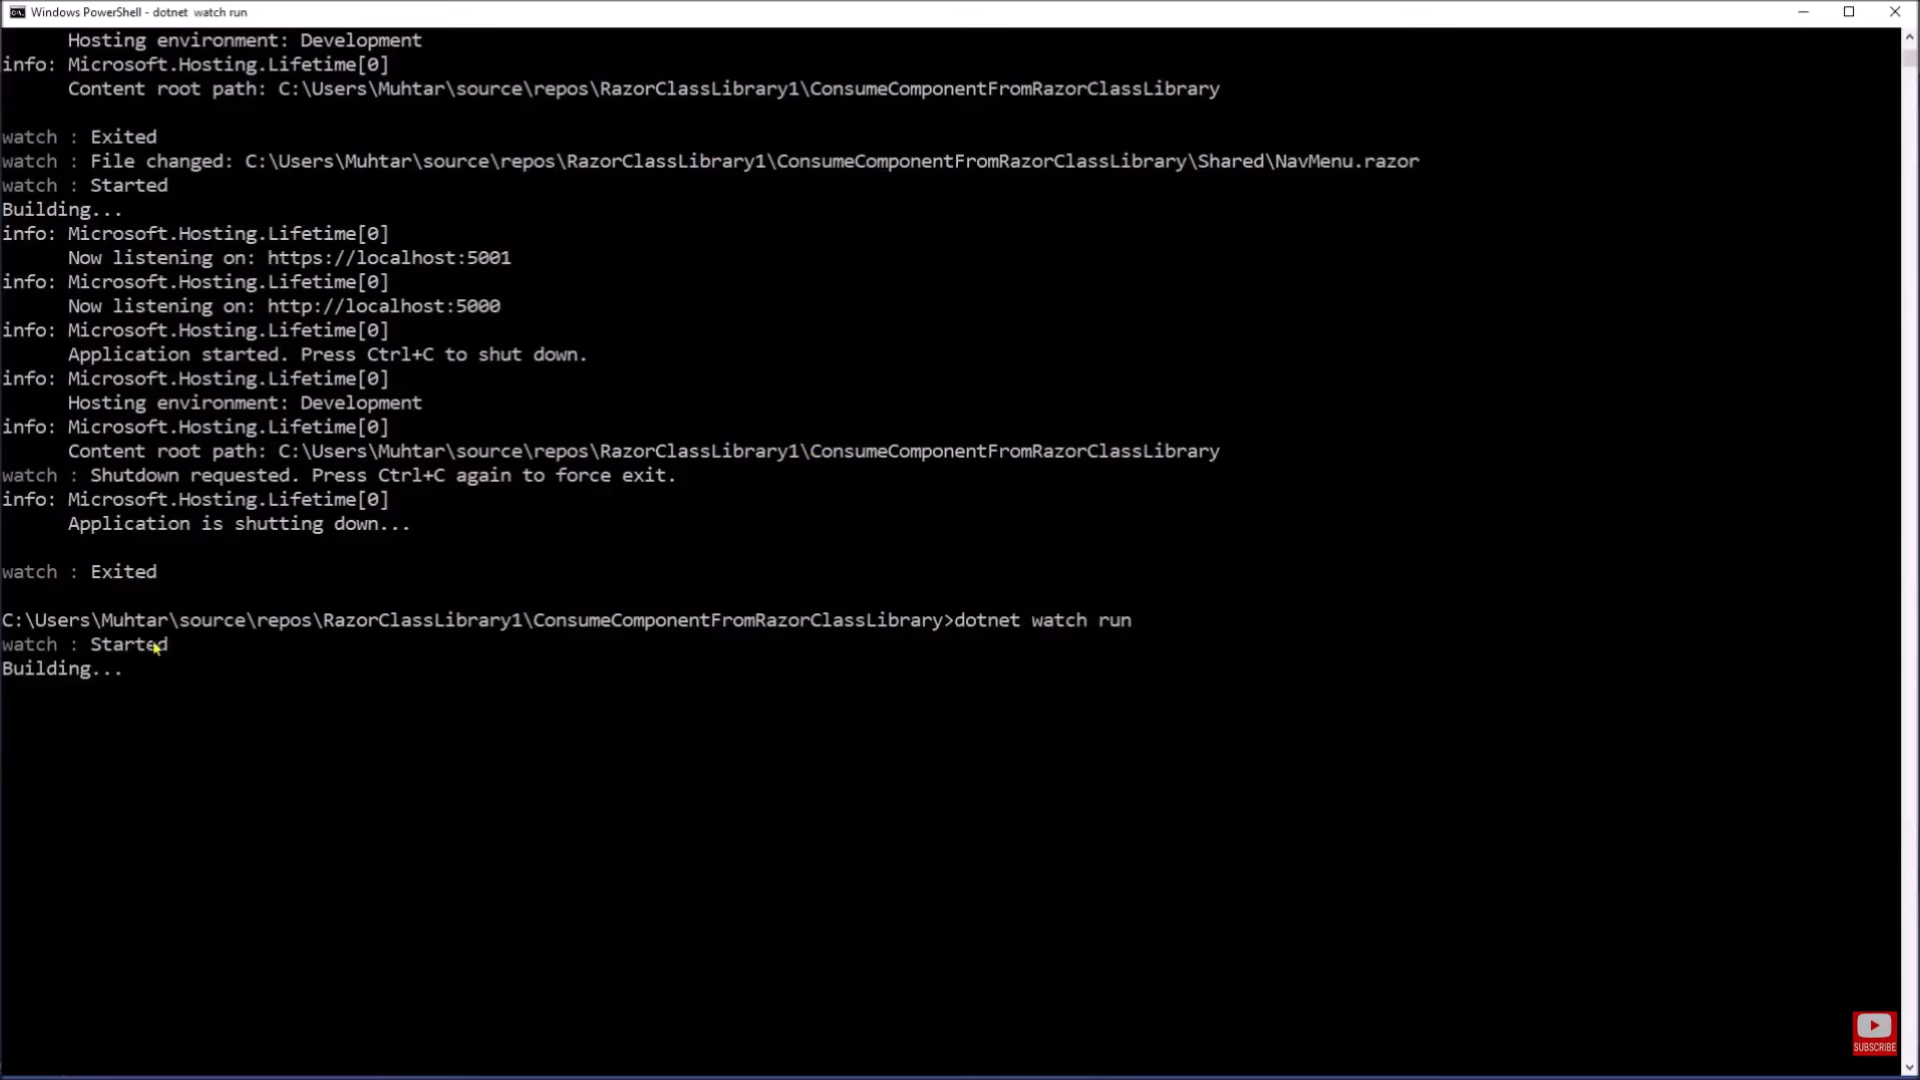 Windows PowerShell - dotnet  watch run
Hosting environment: Development
info: Microsoft.Hosting.Lifetime[0]
Content root path: C:\Users\Muhtar\source\repos\RazorClassLibrary1\ConsumeComponentFromRazorClassLibrary
watch : Exited
watch : File changed: C:\Users\Muhtar\source\repos\RazorClassLibrary1\ConsumeComponentFromRazorClassLibrary\Shared\NavMenu.razor
watch : Started
Building...
info: Microsoft.Hosting.Lifetime[0]
Now listening on: https://localhost:5001
info: Microsoft.Hosting.Lifetime[0]
Now listening on: http://localhost:5000
info: Microsoft.Hosting.Lifetime[0]
Application started. Press Ctrl+C to shut down.
info: Microsoft.Hosting.Lifetime[0]
Hosting environment: Development
info: Microsoft.Hosting.Lifetime[0]
Content root path: C:\Users\Muhtar\source\repos\RazorClassLibrary1\ConsumeComponentFromRazorClassLibrary
watch : Shutdown requested. Press Ctrl+C again to force exit.
info: Microsoft.Hosting.Lifetime[0]
Application is shutting down...
watch : Exited
C:\Users\Muhtar\source\repos\RazorClassLibrary1\ConsumeComponentFromRazorClassLibrary>dotnet watch run
watch : Started
Building...
SUBSCRIBE